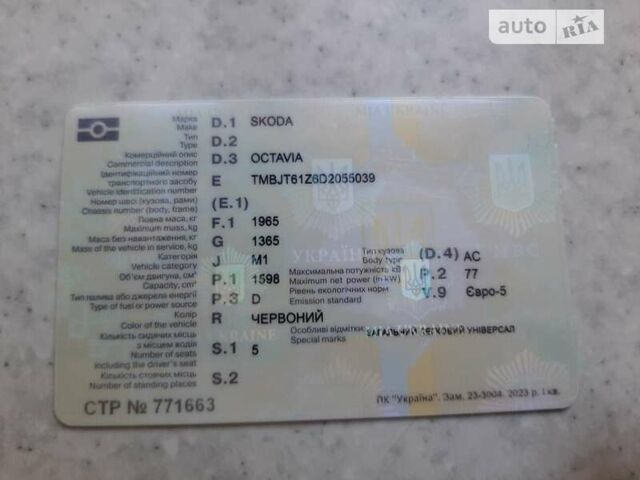 auto RIA
Марка D.1 SKODA
Make
Тип D.2
Type
Комерційний опис D.3 OCTAVIA
Commercial description
Ідентифікаційний номер
транспортного засобу E TMBJT61Z6D2055039
Vehicle identification number
Номер шасі (кузова, рами) (E.1)
Chassis number (body, frame)
Повна маса, кг F.1 1965
Maximum mass, kg
Маса без навантаження, кг G 1365
Mass of the vehicle in service, kg
Категорія J M1
Vehicle category
Об'єм двигуна, см³ P.1 1598
Capacity, cm³
Тип палива або джерела енергії P.3 D
Type of fuel or power source
Колір R ЧЕРВОНИЙ
Color of the vehicle
Кількість сидячих місць
з місцем водія S.1 5
Number of seats
including the driver's seat
Кількість стоячих місць S.2
Number of standing places
Тип кузова (D.4) AC
Body type
Максимальна потужність кВт P.2 77
Maximum net power (in kW)
Рівень екологічних норм V.9 Євро-5
Emission standard
Особливі відмітки ЗАГАЛЬНИЙ ЛЕГКОВИЙ УНІВЕРСАЛ
Special marks
УКРАЇНА
UKRAINE
СТР № 771663
ПК "Україна". Зам. 23-3004. 2023 р. I кв.